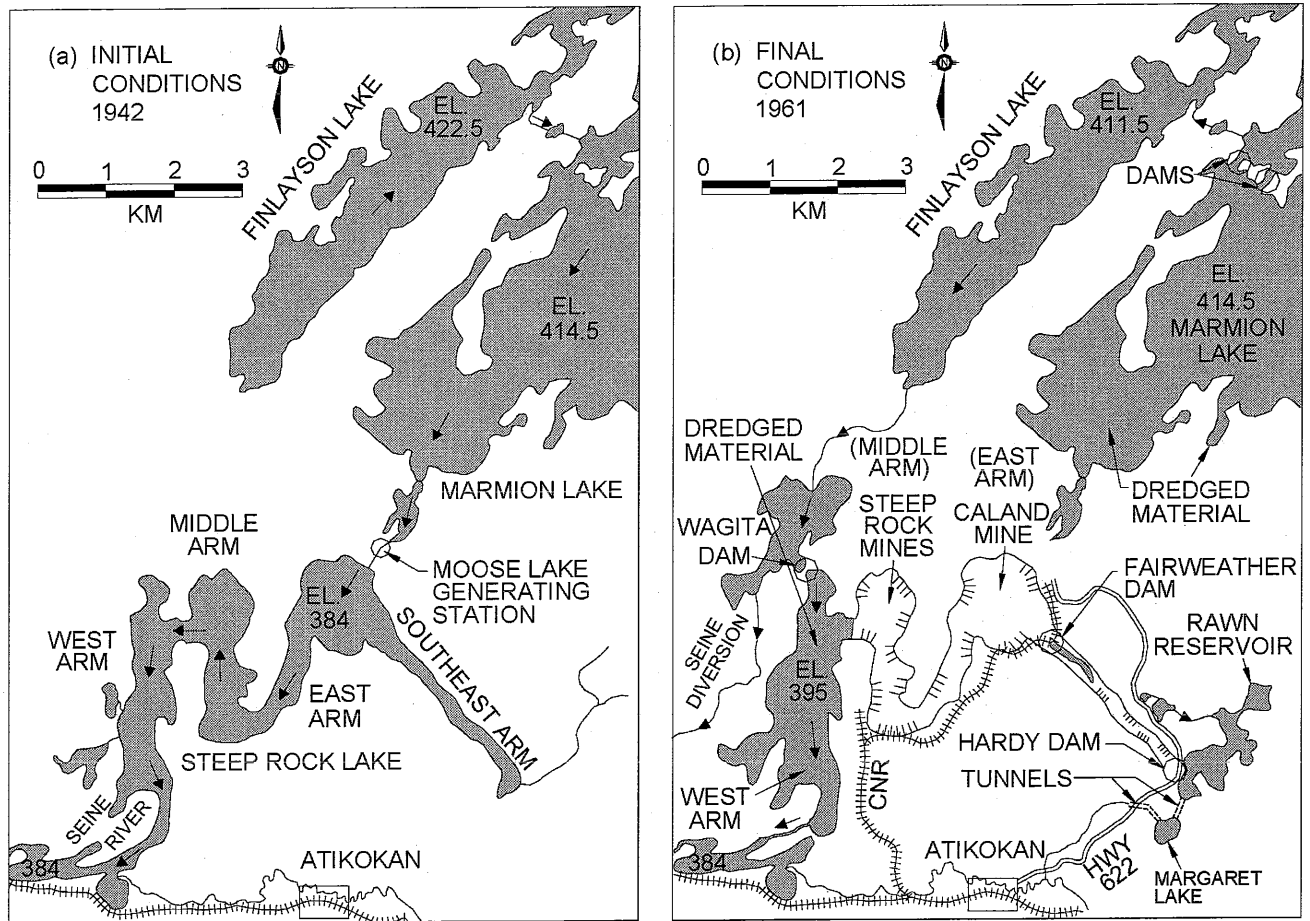 (a) INITIAL
CONDITIONS
1942
N
0 1 2 3
KM
FINLAYSON LAKE
EL.
422.5
EL.
414.5
MARMION LAKE
MOOSE LAKE
GENERATING
STATION
MIDDLE
ARM
EL.
384
WEST
ARM
SOUTHEAST ARM
EAST
ARM
STEEP ROCK LAKE
SEINE
RIVER
384
ATIKOKAN
(b) FINAL
CONDITIONS
1961
N
0 1 2 3
KM
FINLAYSON LAKE
EL.
411.5
DAMS
EL.
414.5
MARMION
LAKE
DREDGED
MATERIAL
(MIDDLE
ARM)
(EAST
ARM)
DREDGED
MATERIAL
WAGITA
DAM
STEEP
ROCK
MINES
CALAND
MINE
FAIRWEATHER
DAM
RAWN
RESERVOIR
SEINE
DIVERSION
EL
395
HARDY DAM
TUNNELS
WEST
ARM
CNR
384
ATIKOKAN
HWY
622
MARGARET
LAKE